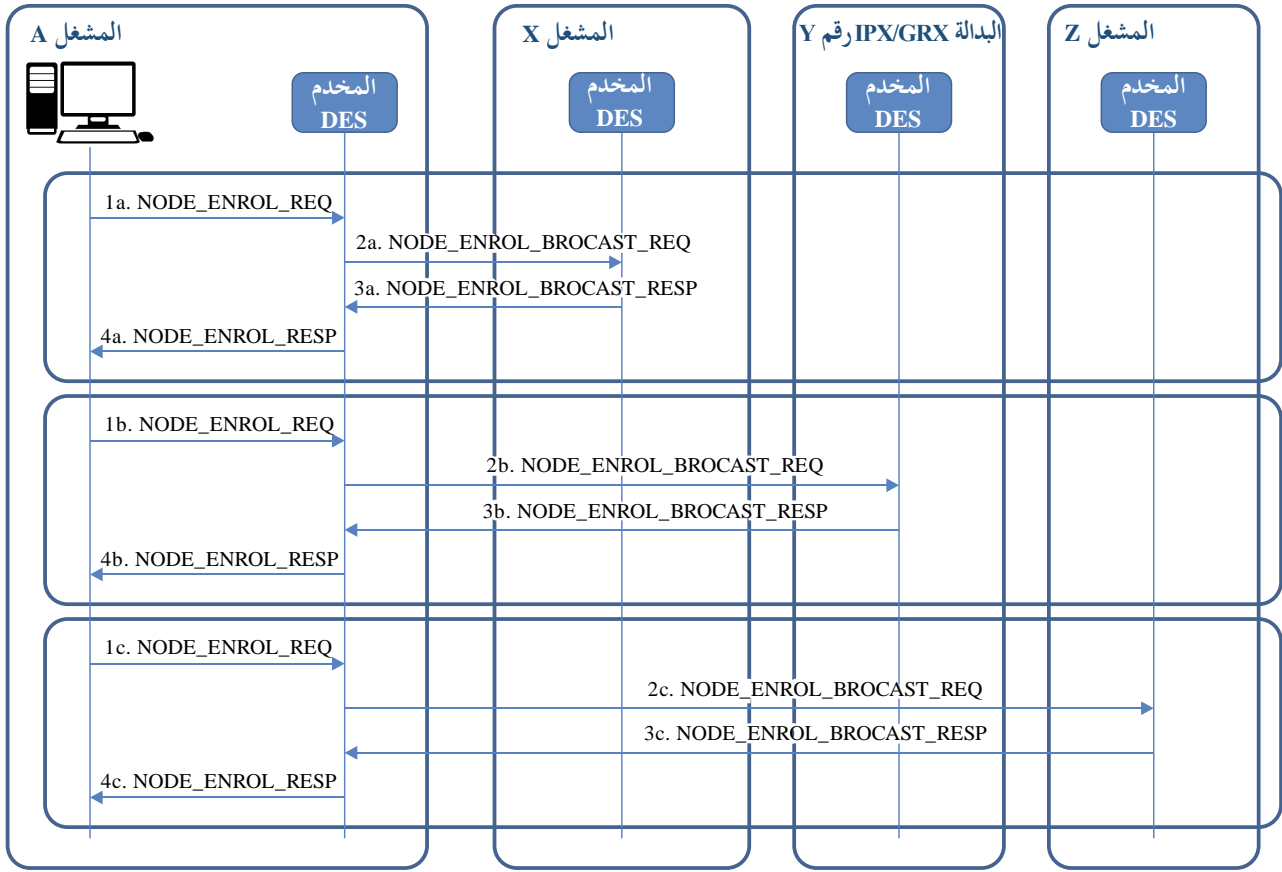 المشغل A
المشغل X
البدالة IPX/GRX رقم Y
المشغل Z
المخدم
DES
المخدم
DES
المخدم
DES
المخدم
DES
1a. NODE_ENROL_REQ
2a. NODE_ENROL_BROCAST_REQ
3a. NODE_ENROL_BROCAST_RESP
4a. NODE_ENROL_RESP
1b. NODE_ENROL_REQ
2b. NODE_ENROL_BROCAST_REQ
3b. NODE_ENROL_BROCAST_RESP
4b. NODE_ENROL_RESP
1c. NODE_ENROL_REQ
2c. NODE_ENROL_BROCAST_REQ
3c. NODE_ENROL_BROCAST_RESP
4c. NODE_ENROL_RESP